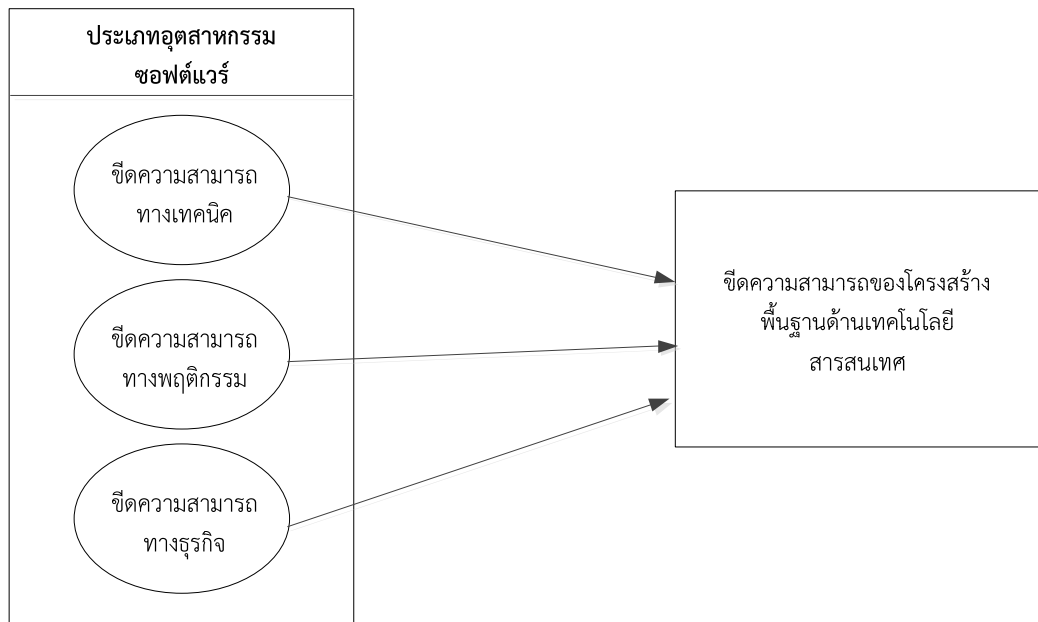 ประเภทอุตสาหกรรม
ซอฟต์แวร์
ขีดความสามารถ
ทางเทคนิค
ขีดความสามารถ
ทางพฤติกรรม
ขีดความสามารถ
ทางธุรกิจ
ขีดความสามารถของโครงสร้าง
พื้นฐานด้านเทคโนโลยี
สารสนเทศ